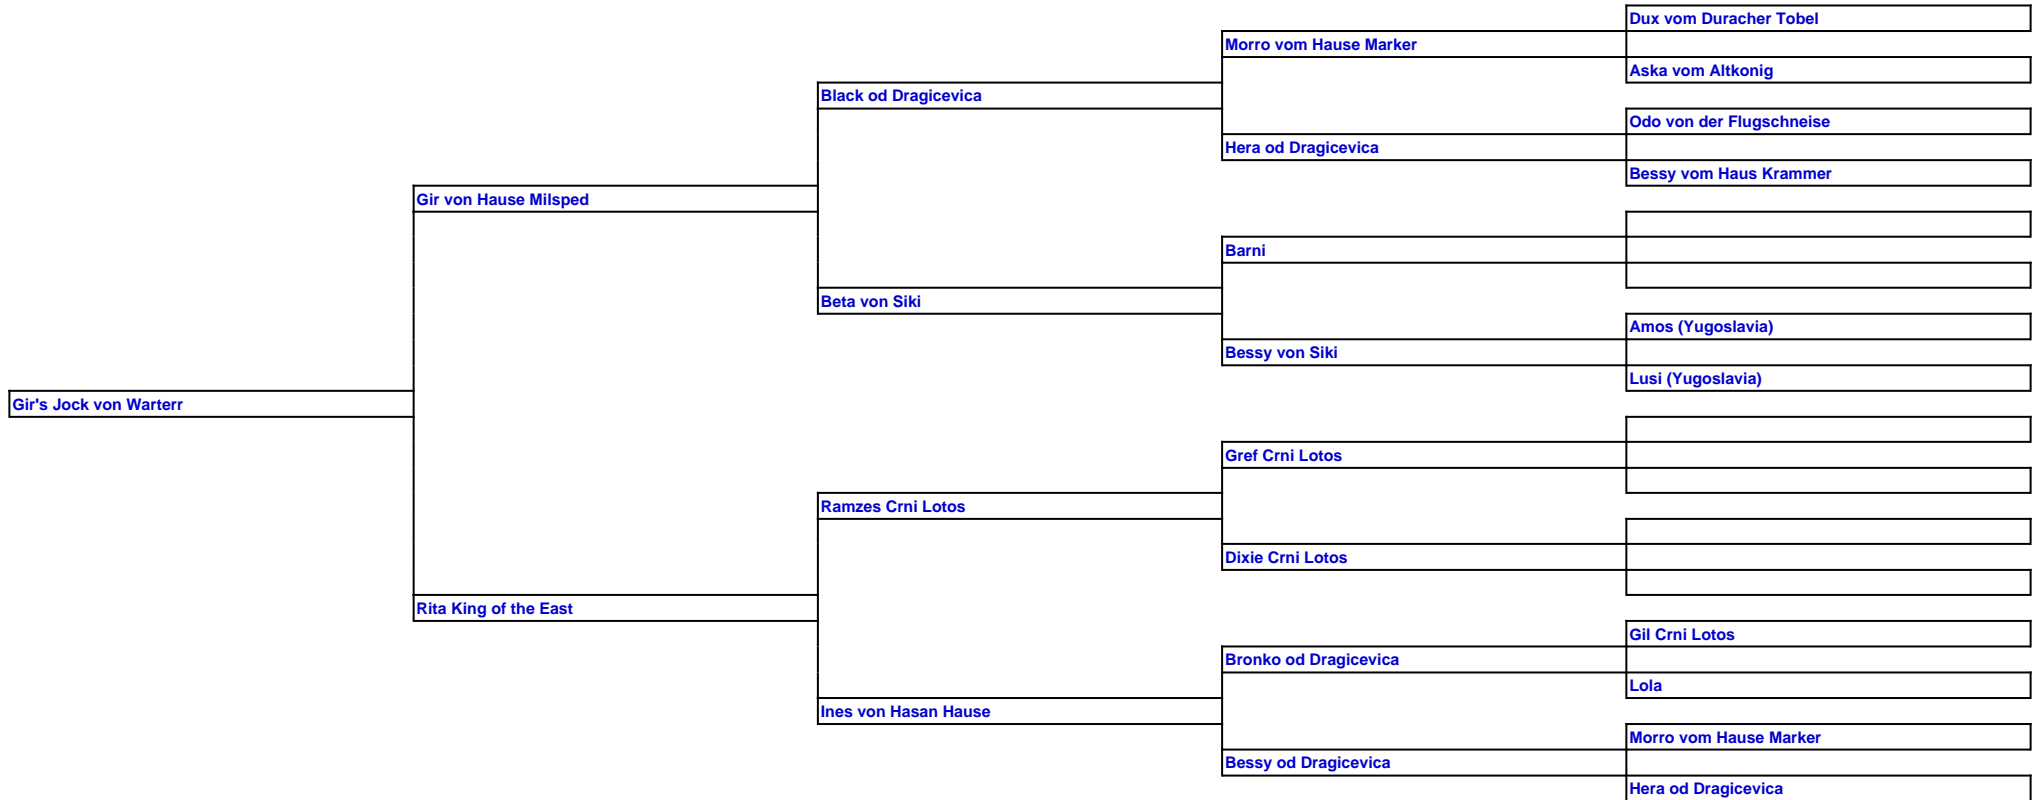 Dux vom Duracher Tobel
Morro vom Hause Marker
Aska vom Altkonig
Black od Dragicevica
Odo von der Flugschneise
Hera od Dragicevica
Bessy vom Haus Krammer
Gir von Hause Milsped
Barni
Beta von Siki
Amos (Yugoslavia)
Bessy von Siki
Lusi (Yugoslavia)
Gir's Jock von Warterr
Gref Crni Lotos
Ramzes Crni Lotos
Dixie Crni Lotos
Rita King of the East
Gil Crni Lotos
Bronko od Dragicevica
Lola
Ines von Hasan Hause
Morro vom Hause Marker
Bessy od Dragicevica
Hera od Dragicevica